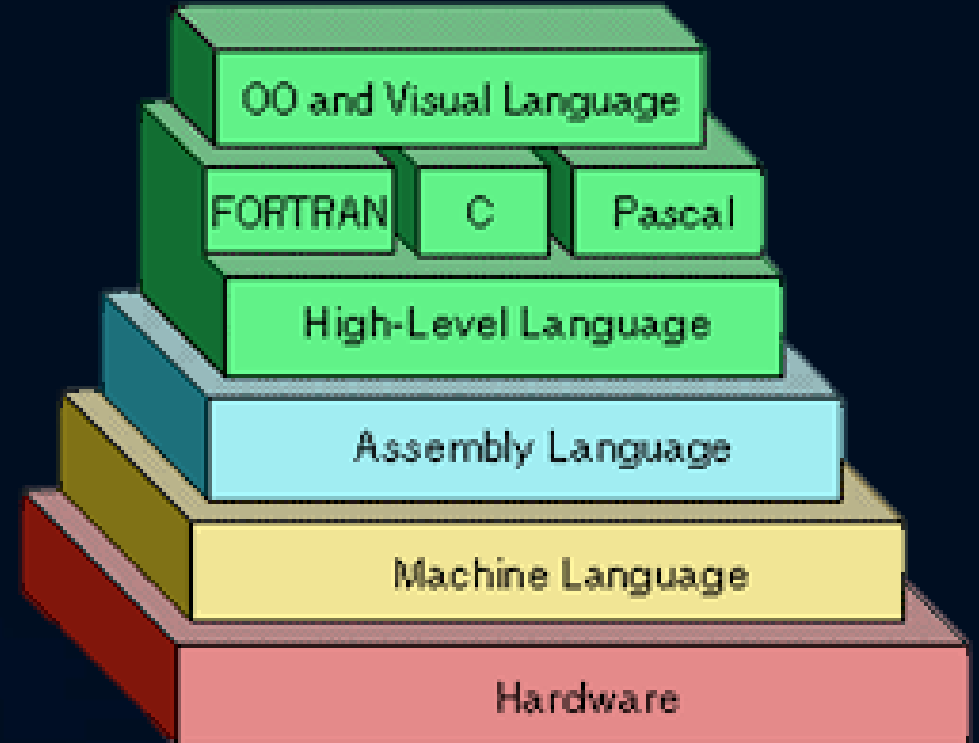 OO and Visual Language
FORTRAN C Pascal
High-Level Language
Assembly Language
Machine Language
Hardware